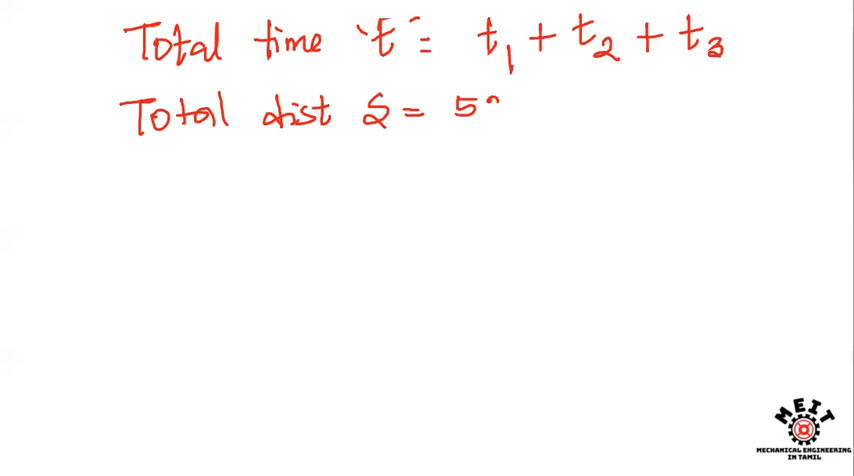 Total time 't' = t₁ + t₂ + t₃
Total dist S = 5
MEIT
MECHANICAL ENGINEERING
IN TAMIL